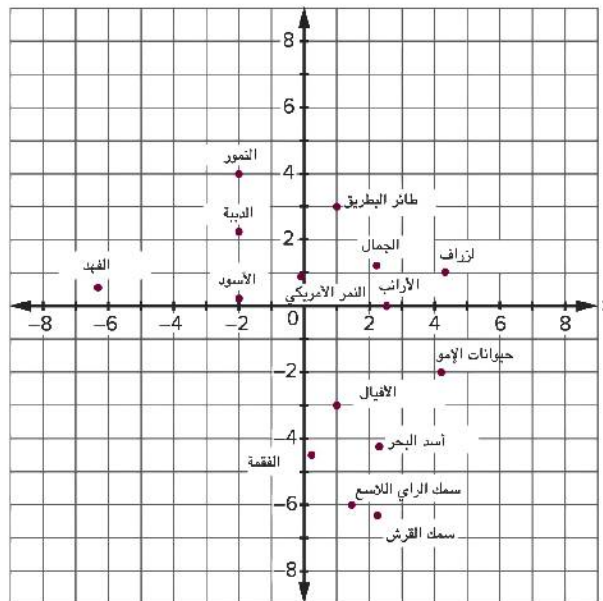 8
6
النمور
4
طائر البطريق
الدببة
2
الجمال
لزراف
الفهد
الأسود
النمر الأمريكي
الأرانب
−8 −6 −4 −2 0 2 4 6 8
−2
حيوانات الإمو
الأفيال
−4
أسد البحر
الفقمة
سمك الراي اللاسع
−6
سمك القرش
−8